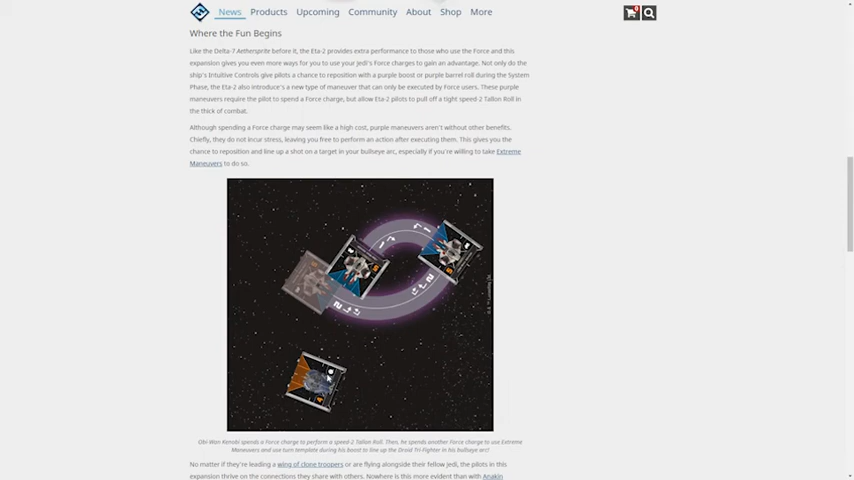 News Products Upcoming Community About Shop More
Where the Fun Begins
Like the Delta-7 Aethersprite before it, the Eta-2 provides extra performance to those who use the Force and this
expansion gives you even more ways for you to use your Jedi's Force charges to gain an advantage. Not only do the
ship's Intuitive Controls give pilots a chance to reposition with a purple boost or purple barrel roll during the System
Phase, the Eta-2 also introduce's a new type of maneuver that can only be executed by Force users. These purple
maneuvers require the pilot to spend a Force charge, but allow Eta-2 pilots to pull off a tight speed-2 Tallon Roll in
the thick of combat.
Although spending a Force charge may seem like a high cost, purple maneuvers aren't without other benefits.
Chiefly, they do not incur stress, leaving you free to perform an action after executing them. This gives you the
chance to reposition and line up a shot on a target in your bullseye arc, especially if you're willing to take Extreme
Maneuvers to do so.
Obi-Wan Kenobi spends a Force charge to perform a speed-2 Tallon Roll. Then, he spends another Force charge to use Extreme
Maneuvers and use turn template during his boost to line up the Droid Tri-Fighter in his bullseye arc!
No matter if they're leading a wing of clone troopers or are flying alongside their fellow Jedi, the pilots in this
expansion thrive on the connections they share with others. Nowhere is this more evident than with Anakin